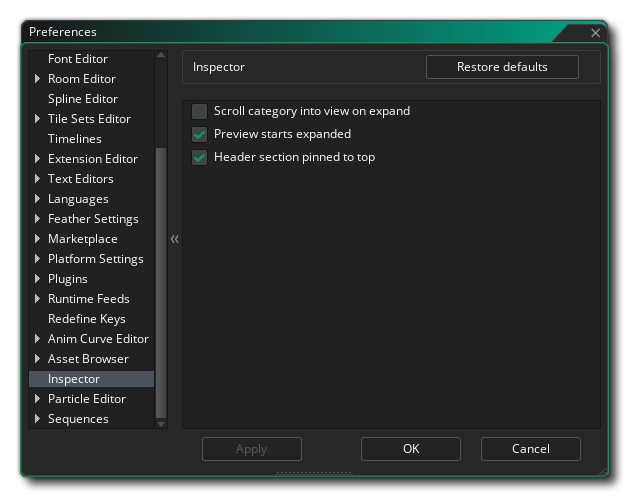 Preferences
Font Editor
Room Editor
Spline Editor
Tile Sets Editor
Timelines
Extension Editor
Text Editors
Languages
Feather Settings
Marketplace
Platform Settings
Plugins
Runtime Feeds
Redefine Keys
Anim Curve Editor
Asset Browser
Inspector
Particle Editor
Sequences
Inspector
Restore defaults
Scroll category into view on expand
Preview starts expanded
Header section pinned to top
Apply
OK
Cancel